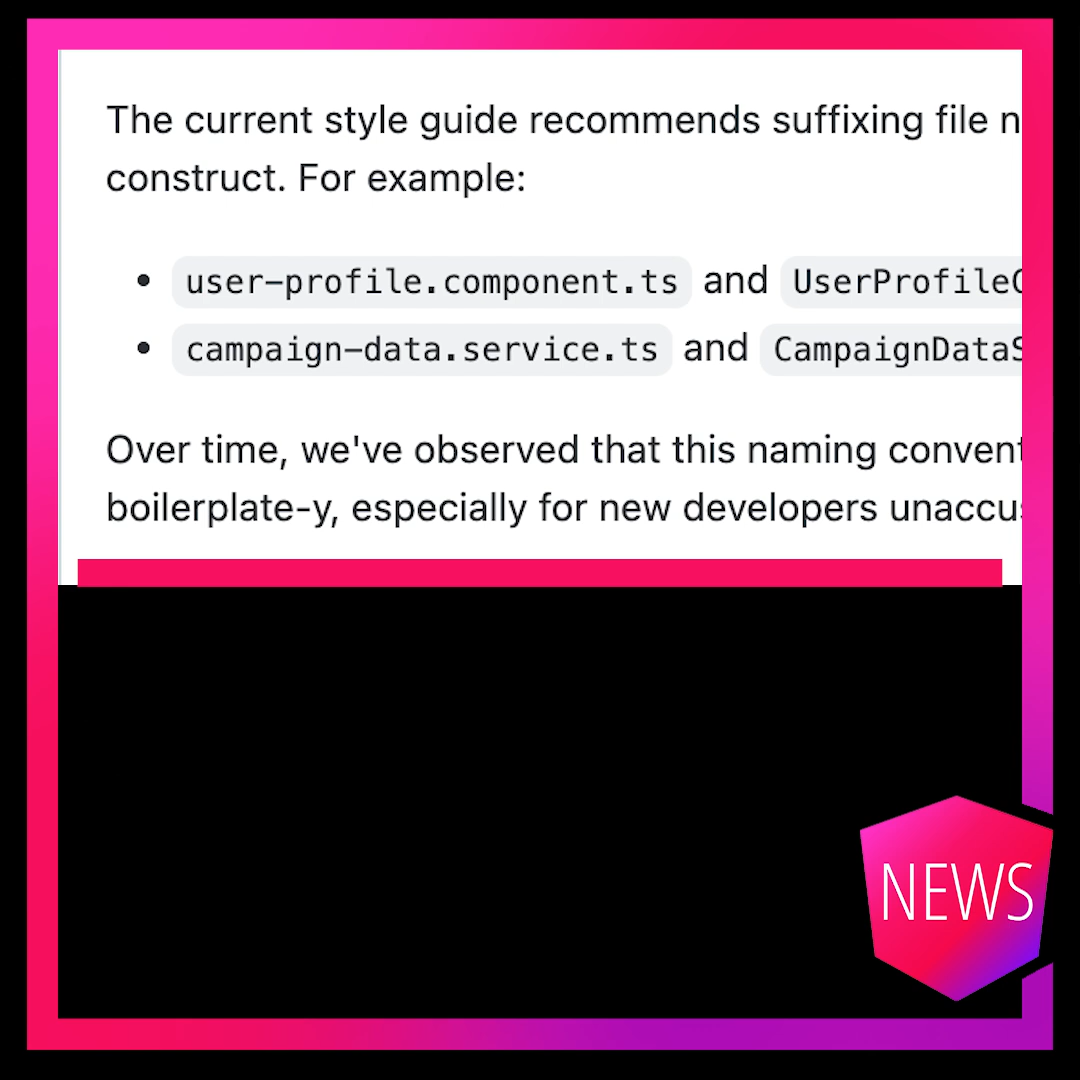 The current style guide recommends suffixing file n
construct. For example:
• user-profile.component.ts and UserProfileC
• campaign-data.service.ts and CampaignDataS
Over time, we've observed that this naming convent
boilerplate-y, especially for new developers unaccus
NEWS